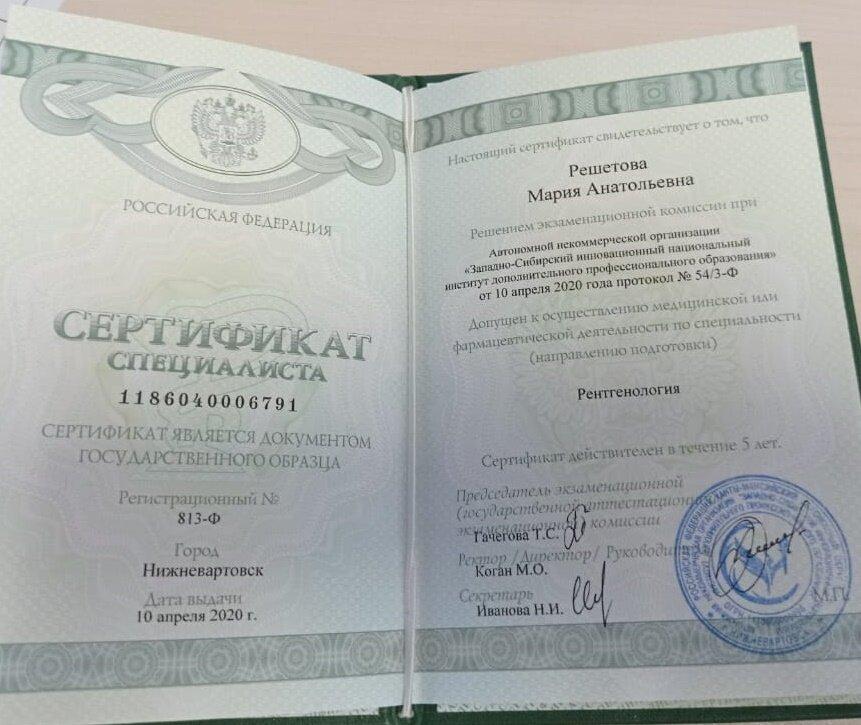 РОССИЙСКАЯ ФЕДЕРАЦИЯ
СЕРТИФИКАТ
СПЕЦИАЛИСТА
1186040006791
СЕРТИФИКАТ ЯВЛЯЕТСЯ ДОКУМЕНТОМ
ГОСУДАРСТВЕННОГО ОБРАЗЦА
Регистрационный №
813-Ф
Город
Нижневартовск
Дата выдачи
10 апреля 2020 г.
Настоящий сертификат свидетельствует о том, что
Решетова
Мария Анатольевна
Решением экзаменационной комиссии при
Автономной некоммерческой организации
«Западно-Сибирский инновационный национальный
институт дополнительного профессионального образования»
от 10 апреля 2020 года протокол № 54/3-Ф
Допущен к осуществлению медицинской или
фармацевтической деятельности по специальности
(направлению подготовки)
Рентгенология
Сертификат действителен в течение 5 лет.
Председатель экзаменационной
(государственной аттестационной
экзаменационной) комиссии
Гачегова Т.С.
Ректор /Директор/ Руководитель
Коган М.О.
Секретарь
Иванова Н.И.
М.П.